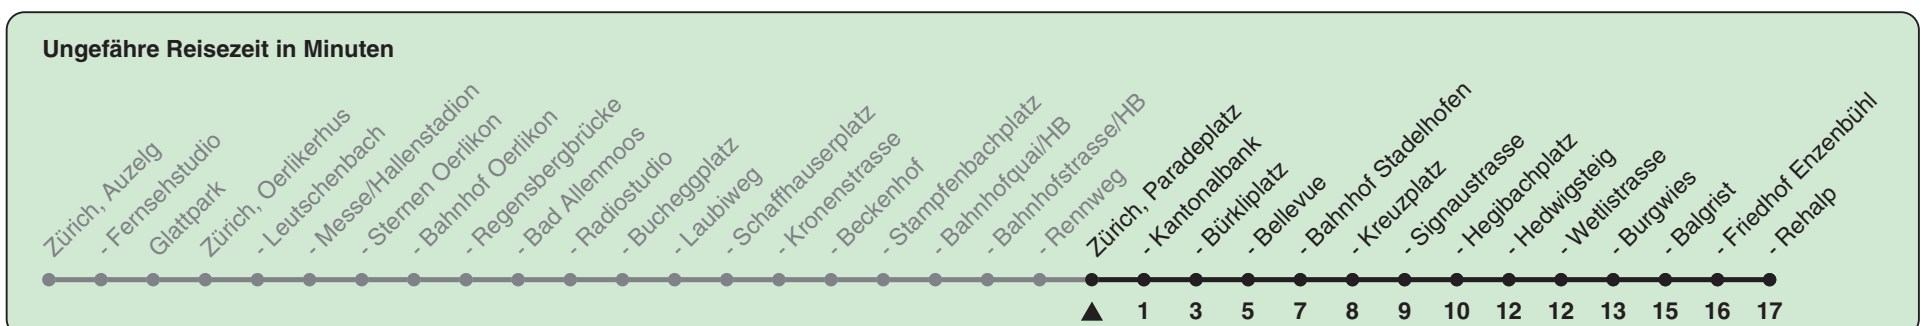 Ungefähre Reisezeit in Minuten
Zürich, Auzelg
- Fernsehstudio
Glattpark
Zürich, Oerlikerhus
- Leutschenbach
- Messe/Hallenstadion
- Sternen Oerlikon
- Bahnhof Oerlikon
- Regensbergbrücke
- Bad Allenmoos
- Radiostudio
- Bucheggplatz
- Laubiweg
- Schaffhauserplatz
- Kronenstrasse
- Beckenhof
- Stampfenbachplatz
- Bahnhofquai/HB
- Bahnhofstrasse/HB
- Rennweg
Zürich, Paradeplatz
- Kantonalbank
- Bürkliplatz
- Bellevue
- Bahnhof Stadelhofen
- Kreuzplatz
- Signaustrasse
- Hegibachplatz
- Hedwigsteig
- Wetlistrasse
- Burgwies
- Balgrist
- Friedhof Enzenbühl
- Rehalp
1 3 5 7 8 9 10 12 12 13 15 16 17